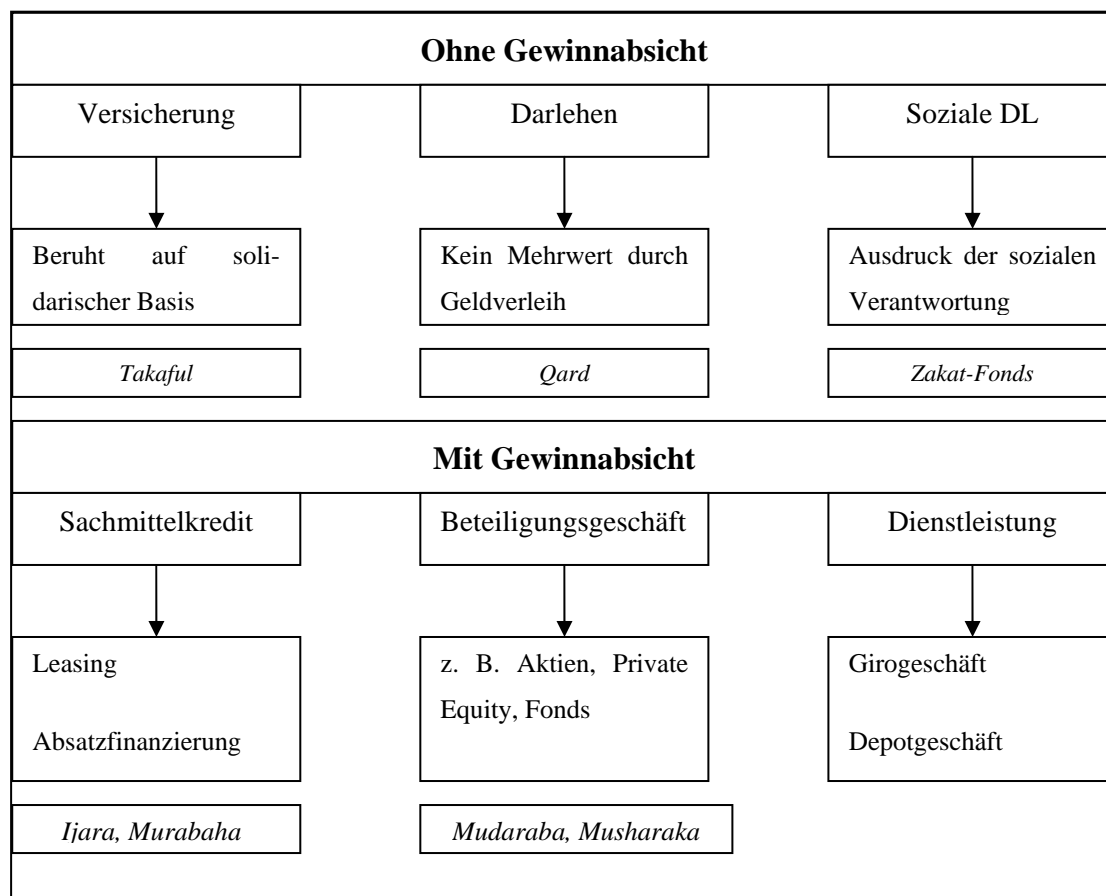 Ohne Gewinnabsicht
Versicherung
Darlehen
Soziale DL
Beruht auf soli-
darischer Basis
Kein Mehrwert durch
Geldverleih
Ausdruck der sozialen
Verantwortung
Takaful
Qard
Zakat-Fonds
Mit Gewinnabsicht
Sachmittelkredit
Beteiligungsgeschäft
Dienstleistung
Leasing
Absatzfinanzierung
z. B. Aktien, Private
Equity, Fonds
Girogeschäft
Depotgeschäft
Ijara, Murabaha
Mudaraba, Musharaka